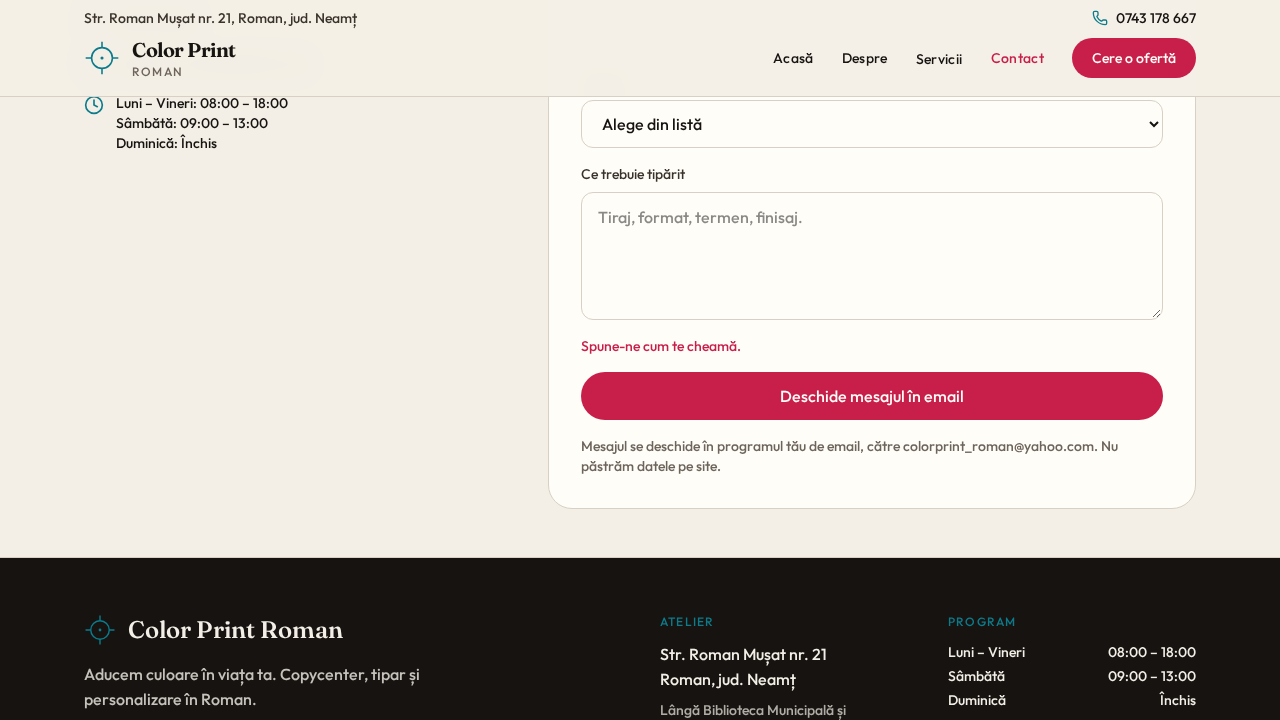 Str. Roman Mușat nr. 21, Roman, jud. Neamț
0743 178 667
Color Print
ROMAN
Acasă
Despre
Servicii
Contact
Cere o ofertă
Luni – Vineri: 08:00 – 18:00
Sâmbătă: 09:00 – 13:00
Duminică: Închis
Alege din listă
Ce trebuie tipărit
Tiraj, format, termen, finisaj.
Spune-ne cum te cheamă.
Deschide mesajul în email
Mesajul se deschide în programul tău de email, către colorprint_roman@yahoo.com. Nu
păstrăm datele pe site.
Color Print Roman
Aducem culoare în viața ta. Copycenter, tipar și
personalizare în Roman.
ATELIER
Str. Roman Mușat nr. 21
Roman, jud. Neamț
Lângă Biblioteca Municipală și
PROGRAM
Luni – Vineri 08:00 – 18:00
Sâmbătă 09:00 – 13:00
Duminică Închis